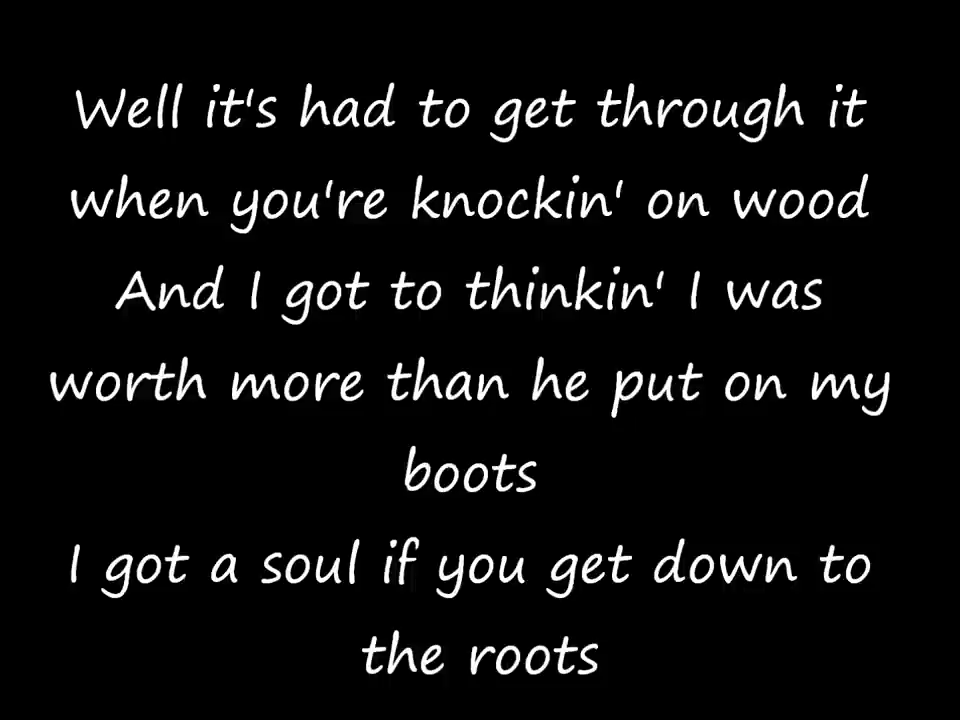 Well it's had to get through it
when you're knockin' on wood
And I got to thinkin' I was
worth more than he put on my
boots
I got a soul if you get down to
the roots